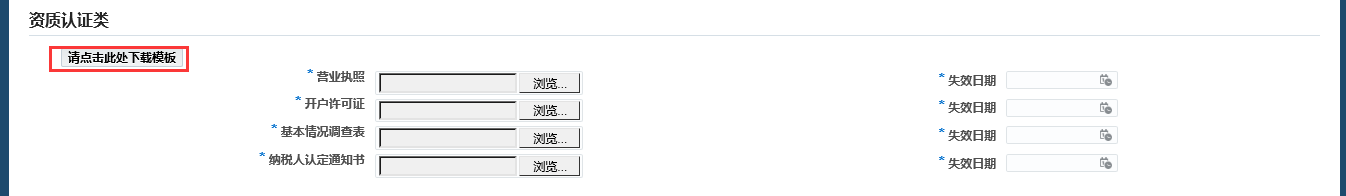 资质认证类
请点击此处下载模板
* 营业执照 浏览... * 失效日期
* 开户许可证 浏览... * 失效日期
* 基本情况调查表 浏览... * 失效日期
* 纳税人认定通知书 浏览... * 失效日期